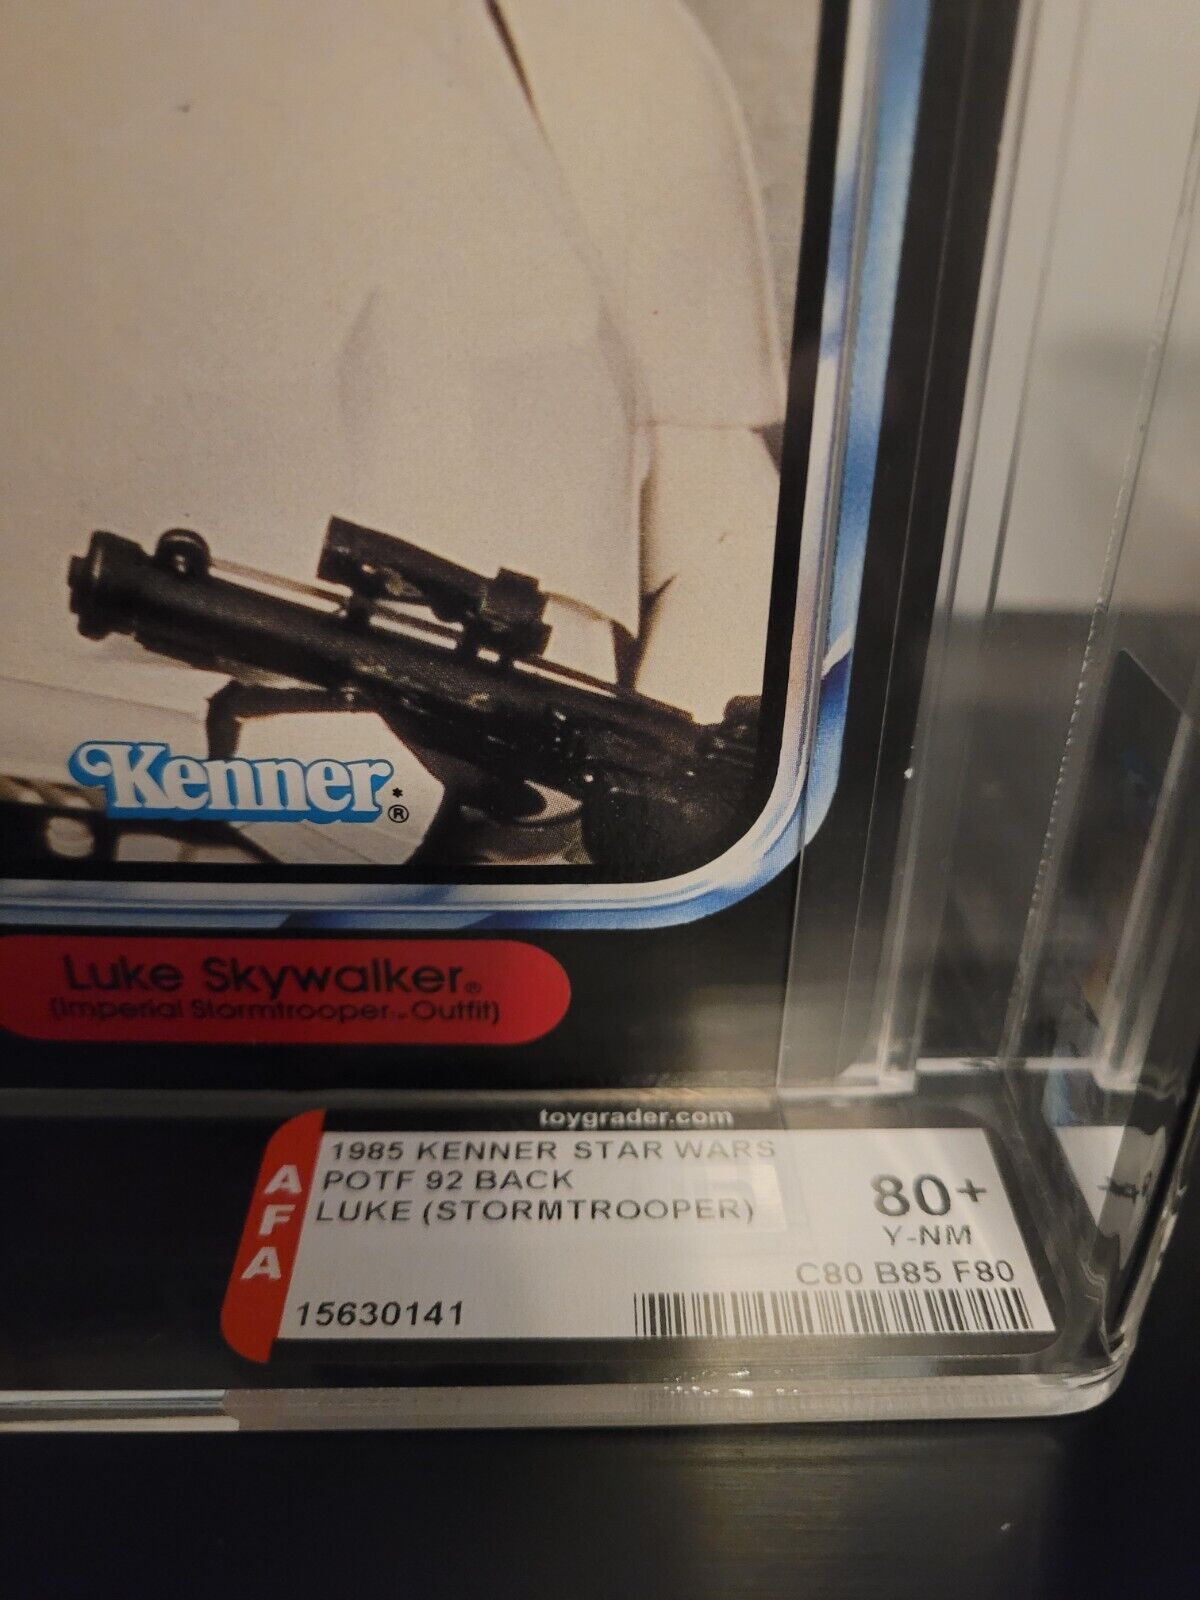 Kenner*®
Luke Skywalker®
(Imperial Stormtrooper™ Outfit)
toygrader.com
AFA
1985 KENNER STAR WARS
POTF 92 BACK
LUKE (STORMTROOPER)
80+
Y-NM
C80 B85 F80
15630141